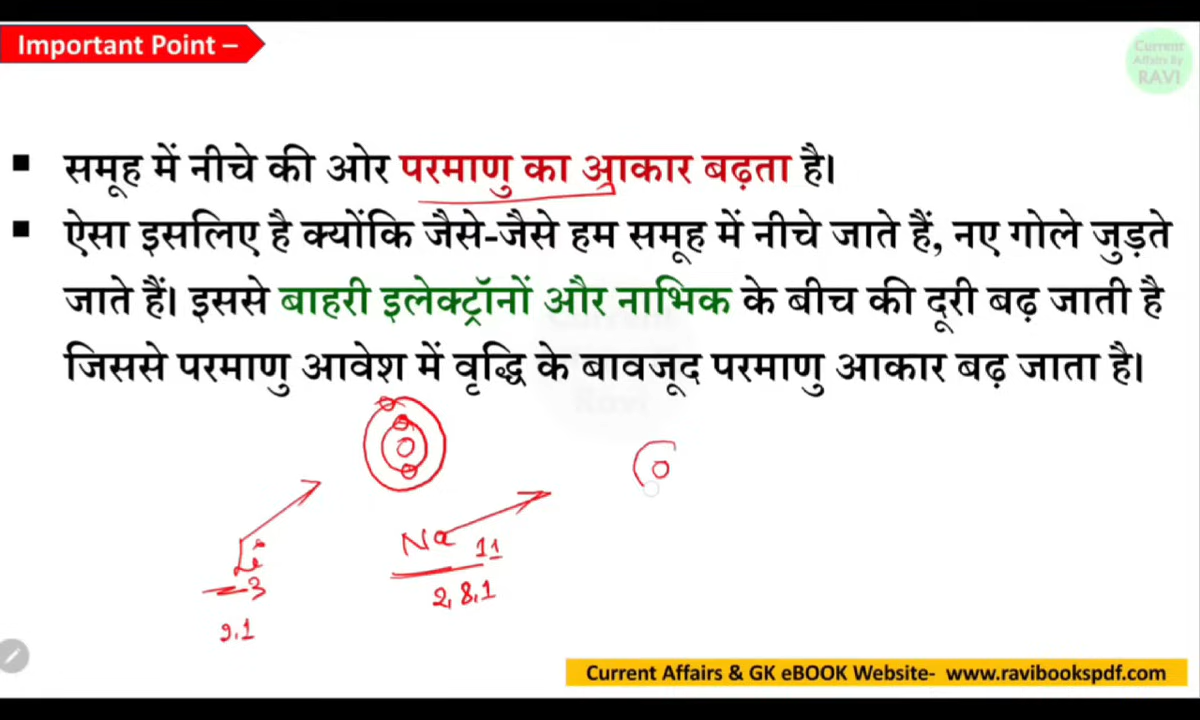 Important Point –
Current
Affairs By
RAVI
▪ समूह में नीचे की ओर परमाणु का आकार बढ़ता है।
▪ ऐसा इसलिए है क्योंकि जैसे-जैसे हम समूह में नीचे जाते हैं, नए गोले जुड़ते
जाते हैं। इससे बाहरी इलेक्ट्रॉनों और नाभिक के बीच की दूरी बढ़ जाती है
जिससे परमाणु आवेश में वृद्धि के बावजूद परमाणु आकार बढ़ जाता है।
Li
3
2,1
Na 11
2,8,1
Current Affairs & GK eBOOK Website- www.ravibookspdf.com